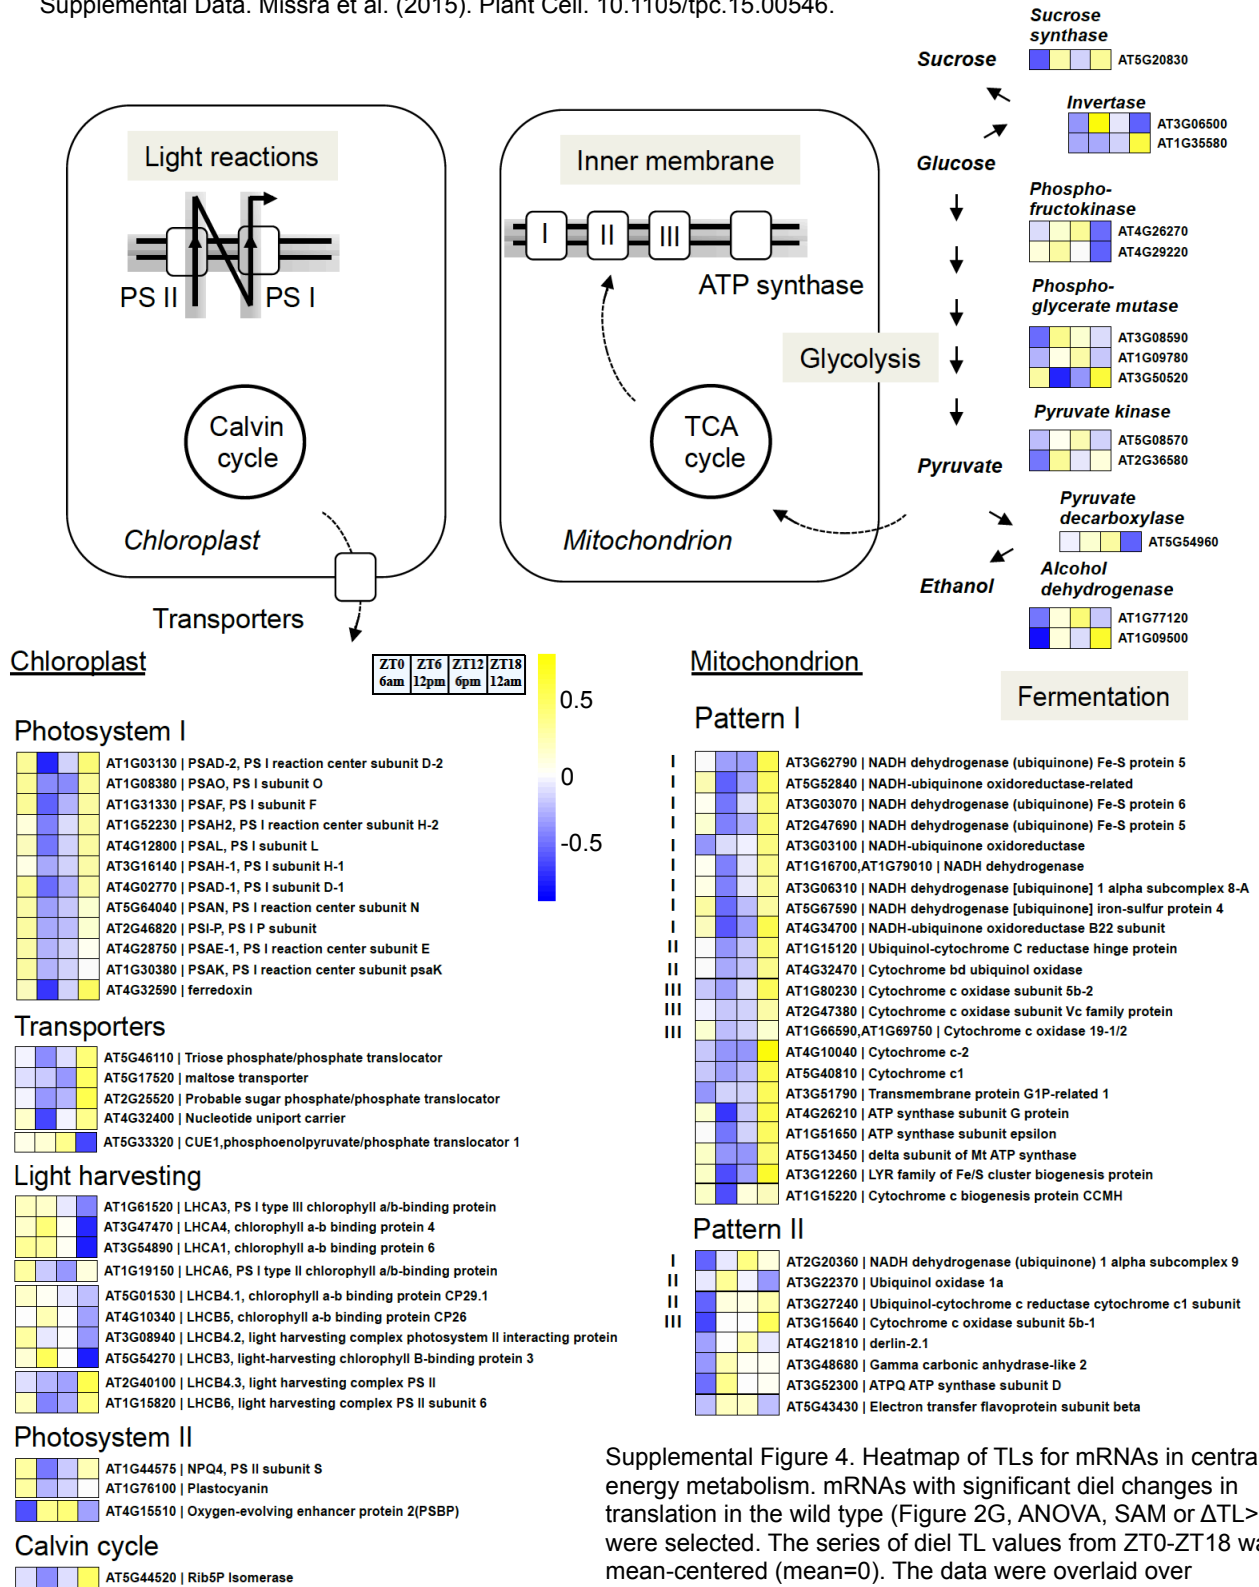 Supplemental Data. Missra et al. (2015). Plant Cell. 10.1105/tpc.15.00546.
Sucrose
synthase
Sucrose
AT5G20830
Invertase
AT3G06500
AT1G35580
Glucose
Phospho-
fructokinase
AT4G26270
AT4G29220
Phospho-
glycerate mutase
AT3G08590
AT1G09780
AT3G50520
Glycolysis
Pyruvate kinase
AT5G08570
AT2G36580
Pyruvate
Pyruvate
decarboxylase
AT5G54960
Ethanol
Alcohol
dehydrogenase
AT1G77120
AT1G09500
Fermentation
Light reactions
PS II
PS I
Calvin
cycle
Chloroplast
Transporters
Inner membrane
I
II
III
ATP synthase
TCA
cycle
Mitochondrion
ZT0 ZT6 ZT12 ZT18
6am 12pm 6pm 12am
0.5
0
-0.5
Chloroplast
Photosystem I
AT1G03130 | PSAD-2, PS I reaction center subunit D-2
AT1G08380 | PSAO, PS I subunit O
AT1G31330 | PSAF, PS I subunit F
AT1G52230 | PSAH2, PS I reaction center subunit H-2
AT4G12800 | PSAL, PS I subunit L
AT3G16140 | PSAH-1, PS I subunit H-1
AT4G02770 | PSAD-1, PS I subunit D-1
AT5G64040 | PSAN, PS I reaction center subunit N
AT2G46820 | PSI-P, PS I P subunit
AT4G28750 | PSAE-1, PS I reaction center subunit E
AT1G30380 | PSAK, PS I reaction center subunit psaK
AT4G32590 | ferredoxin
Transporters
AT5G46110 | Triose phosphate/phosphate translocator
AT5G17520 | maltose transporter
AT2G25520 | Probable sugar phosphate/phosphate translocator
AT4G32400 | Nucleotide uniport carrier
AT5G33320 | CUE1,phosphoenolpyruvate/phosphate translocator 1
Light harvesting
AT1G61520 | LHCA3, PS I type III chlorophyll a/b-binding protein
AT3G47470 | LHCA4, chlorophyll a-b binding protein 4
AT3G54890 | LHCA1, chlorophyll a-b binding protein 6
AT1G19150 | LHCA6, PS I type II chlorophyll a/b-binding protein
AT5G01530 | LHCB4.1, chlorophyll a-b binding protein CP29.1
AT4G10340 | LHCB5, chlorophyll a-b binding protein CP26
AT3G08940 | LHCB4.2, light harvesting complex photosystem II interacting protein
AT5G54270 | LHCB3, light-harvesting chlorophyll B-binding protein 3
AT2G40100 | LHCB4.3, light harvesting complex PS II
AT1G15820 | LHCB6, light harvesting complex PS II subunit 6
Photosystem II
AT1G44575 | NPQ4, PS II subunit S
AT1G76100 | Plastocyanin
AT4G15510 | Oxygen-evolving enhancer protein 2(PSBP)
Calvin cycle
AT5G44520 | Rib5P Isomerase
Mitochondrion
Pattern I
I AT3G62790 | NADH dehydrogenase (ubiquinone) Fe-S protein 5
I AT5G52840 | NADH-ubiquinone oxidoreductase-related
I AT3G03070 | NADH dehydrogenase (ubiquinone) Fe-S protein 6
I AT2G47690 | NADH dehydrogenase (ubiquinone) Fe-S protein 5
I AT3G03100 | NADH-ubiquinone oxidoreductase
I AT1G16700,AT1G79010 | NADH dehydrogenase
I AT3G06310 | NADH dehydrogenase [ubiquinone] 1 alpha subcomplex 8-A
I AT5G67590 | NADH dehydrogenase [ubiquinone] iron-sulfur protein 4
I AT4G34700 | NADH-ubiquinone oxidoreductase B22 subunit
II AT1G15120 | Ubiquinol-cytochrome C reductase hinge protein
II AT4G32470 | Cytochrome bd ubiquinol oxidase
III AT1G80230 | Cytochrome c oxidase subunit 5b-2
III AT2G47380 | Cytochrome c oxidase subunit Vc family protein
III AT1G66590,AT1G69750 | Cytochrome c oxidase 19-1/2
AT4G10040 | Cytochrome c-2
AT5G40810 | Cytochrome c1
AT3G51790 | Transmembrane protein G1P-related 1
AT4G26210 | ATP synthase subunit G protein
AT1G51650 | ATP synthase subunit epsilon
AT5G13450 | delta subunit of Mt ATP synthase
AT3G12260 | LYR family of Fe/S cluster biogenesis protein
AT1G15220 | Cytochrome c biogenesis protein CCMH
Pattern II
I AT2G20360 | NADH dehydrogenase (ubiquinone) 1 alpha subcomplex 9
II AT3G22370 | Ubiquinol oxidase 1a
II AT3G27240 | Ubiquinol-cytochrome c reductase cytochrome c1 subunit
III AT3G15640 | Cytochrome c oxidase subunit 5b-1
AT4G21810 | derlin-2.1
AT3G48680 | Gamma carbonic anhydrase-like 2
AT3G52300 | ATPQ ATP synthase subunit D
AT5G43430 | Electron transfer flavoprotein subunit beta
Supplemental Figure 4. Heatmap of TLs for mRNAs in centra
energy metabolism. mRNAs with significant diel changes in
translation in the wild type (Figure 2G, ANOVA, SAM or ΔTL>
were selected. The series of diel TL values from ZT0-ZT18 wa
mean-centered (mean=0). The data were overlaid over